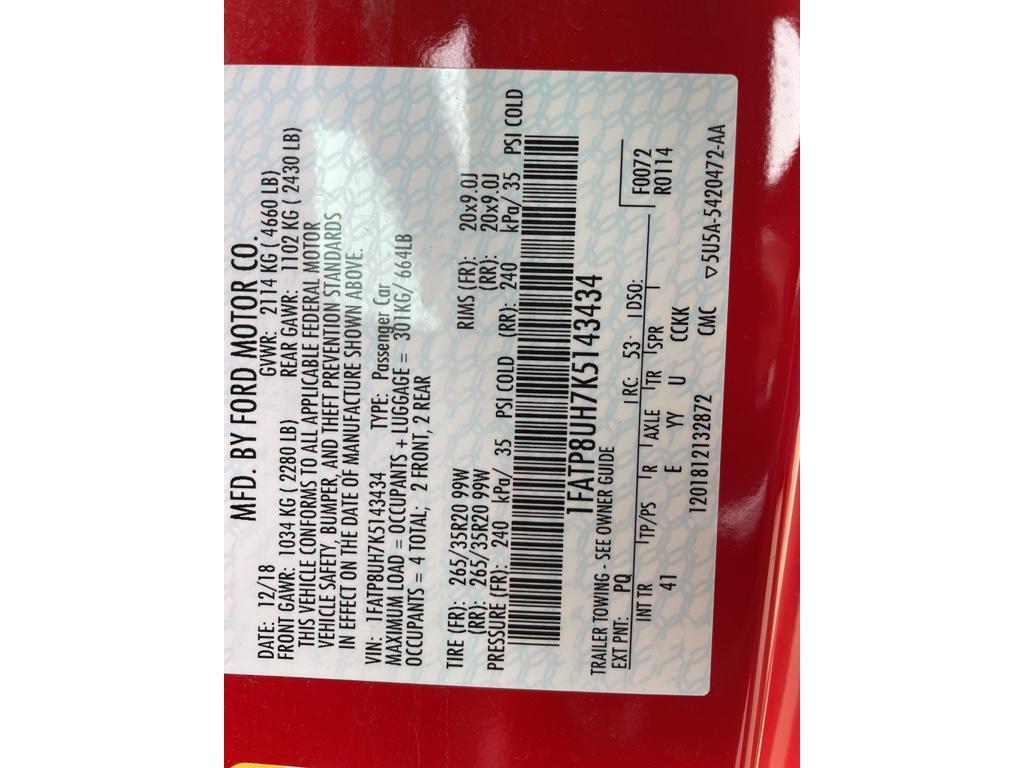 MFD. BY FORD MOTOR CO.
DATE: 12/18 GVWR: 2114 KG ( 4660 LB)
FRONT GAWR: 1034 KG ( 2280 LB) REAR GAWR: 1102 KG ( 2430 LB)
THIS VEHICLE CONFORMS TO ALL APPLICABLE FEDERAL MOTOR
VEHICLE SAFETY, BUMPER, AND THEFT PREVENTION STANDARDS
IN EFFECT ON THE DATE OF MANUFACTURE SHOWN ABOVE.
VIN: 1FATP8UH7K5143434 TYPE: Passenger Car
MAXIMUM LOAD = OCCUPANTS + LUGGAGE = 301KG/ 664LB
OCCUPANTS = 4 TOTAL; 2 FRONT, 2 REAR
TIRE (FR): 265/35R20 99W RIMS (FR): 20x9.0J
(RR): 265/35R20 99W (RR): 20x9.0J
PRESSURE (FR): 240 kPa/ 35 PSI COLD (RR): 240 kPa/ 35 PSI COLD
1FATP8UH7K5143434
TRAILER TOWING - SEE OWNER GUIDE F0072
EXT PNT: PQ RC: 53 DSO: R0114
INT TR TP/PS R AXLE TR SPR
41 E YY U CCKK
1201812132872 CMC ▽5U5A-5420472-AA